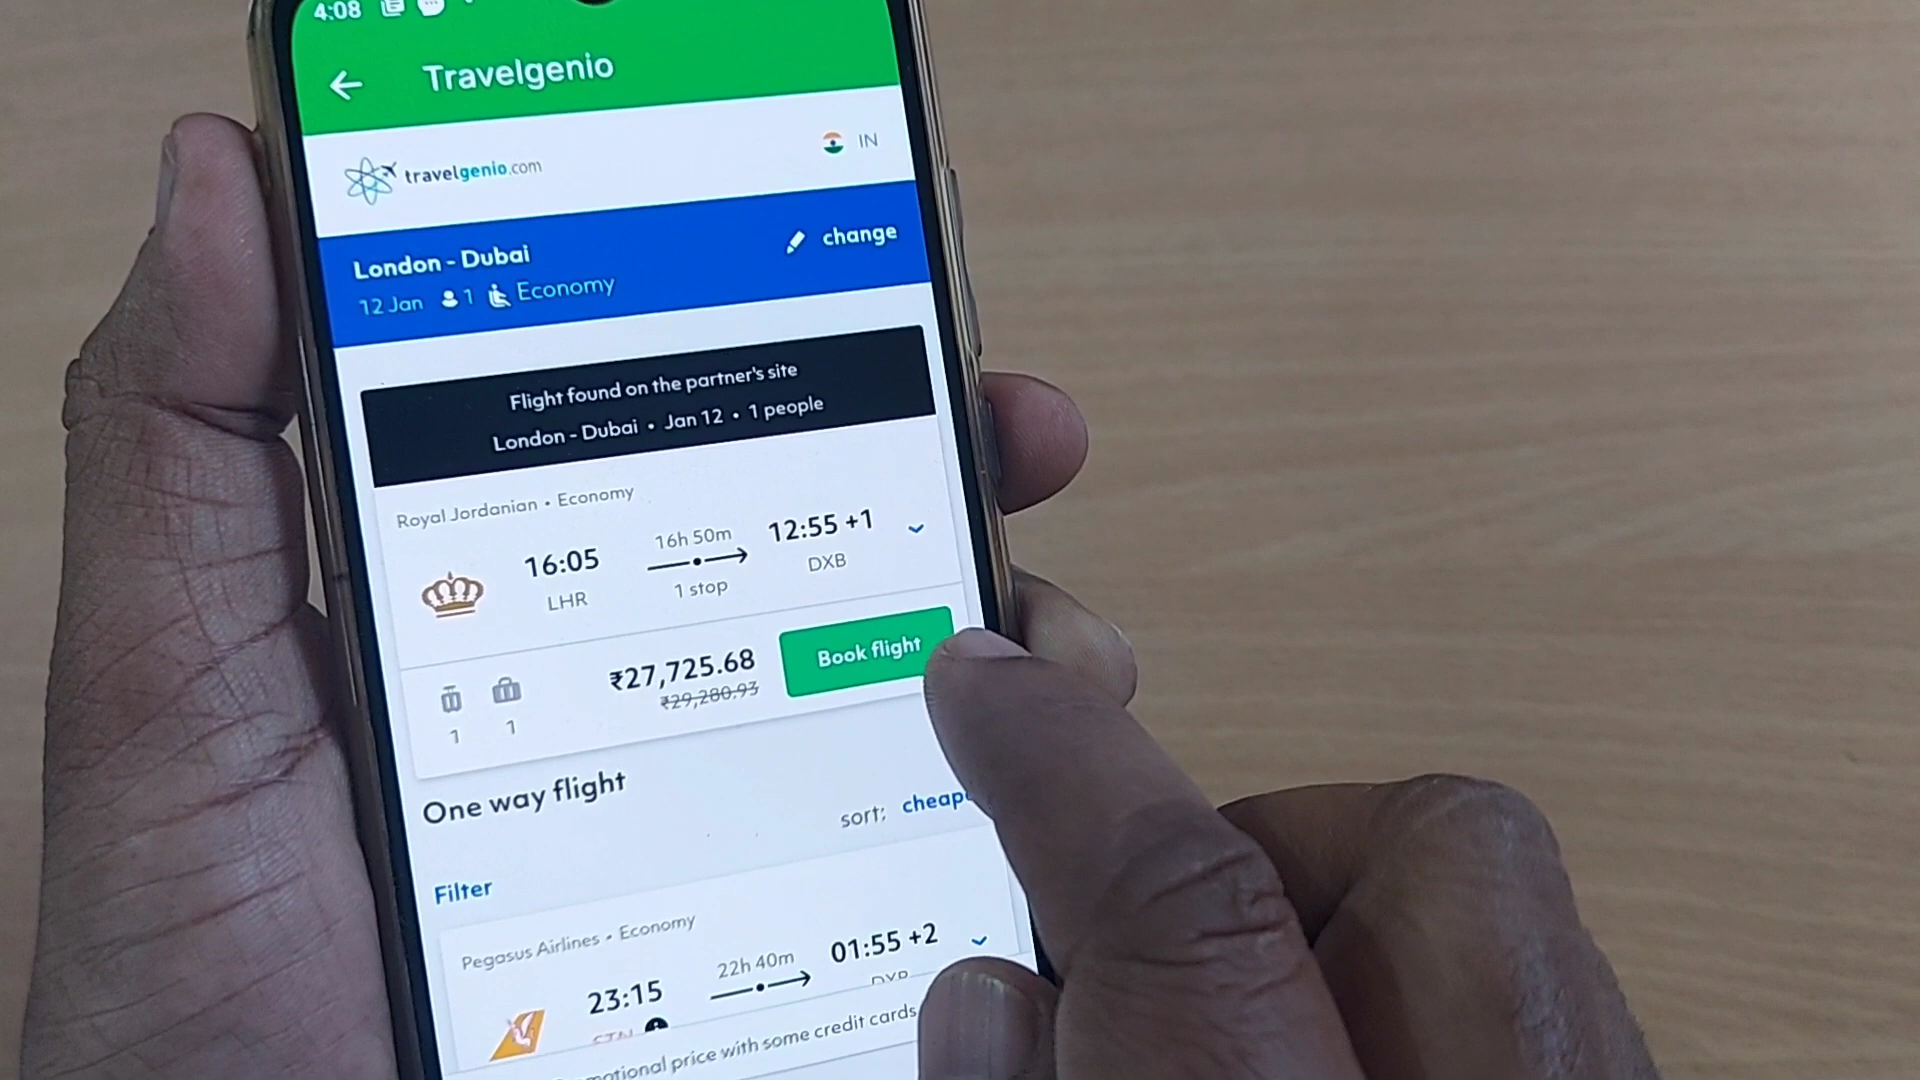 4:08
Travelgenio
travelgenio.com
IN
London - Dubai
change
12 Jan 1 Economy
Flight found on the partner's site
London - Dubai • Jan 12 • 1 people
Royal Jordanian • Economy
16:05 16h 50m 12:55 +1
LHR 1 stop DXB
₹27,725.68 Book flight
₹29,280.93
1 1
One way flight
sort:
Filter
Pegasus Airlines • Economy
23:15 22h 40m 01:55 +2
price with some credit cards